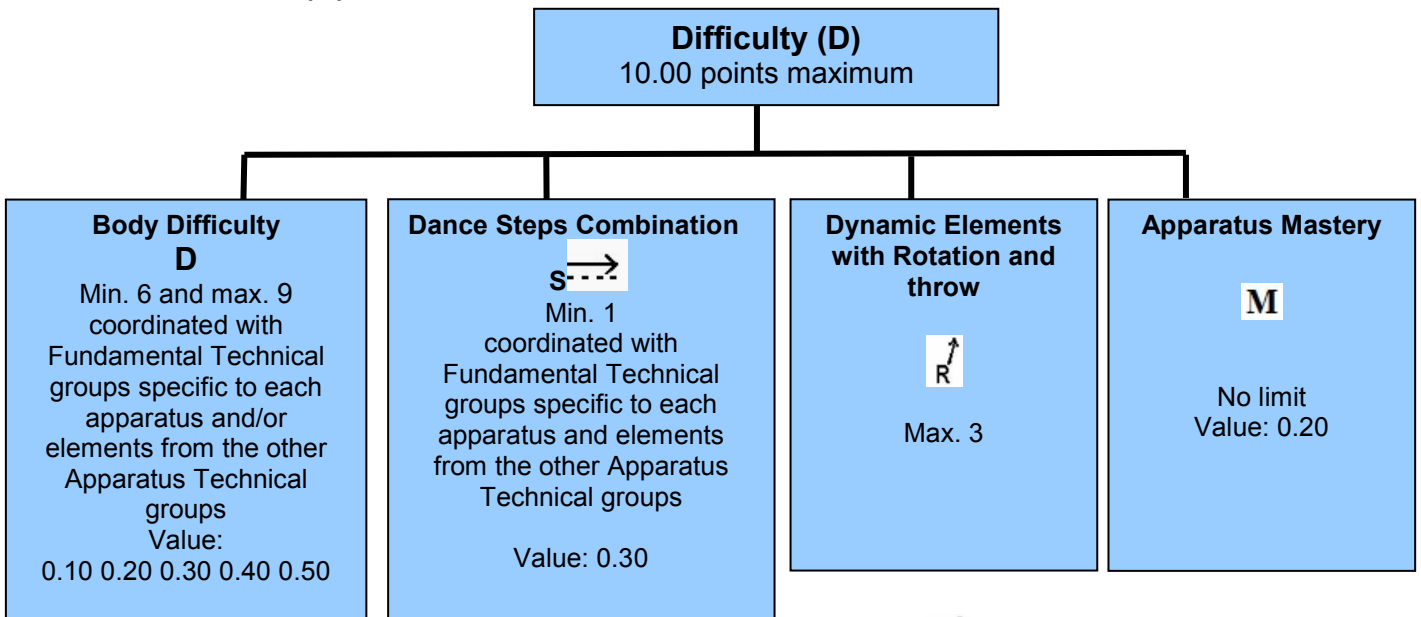 Difficulty (D)
10.00 points maximum
Body Difficulty
D
Min. 6 and max. 9
coordinated with
Fundamental Technical
groups specific to each
apparatus and/or
elements from the other
Apparatus Technical
groups
Value:
0.10 0.20 0.30 0.40 0.50
Dance Steps Combination
S
Min. 1
coordinated with
Fundamental Technical
groups specific to each
apparatus and elements
from the other Apparatus
Technical groups
Value: 0.30
Dynamic Elements
with Rotation and
throw
R
Max. 3
Apparatus Mastery
M
No limit
Value: 0.20